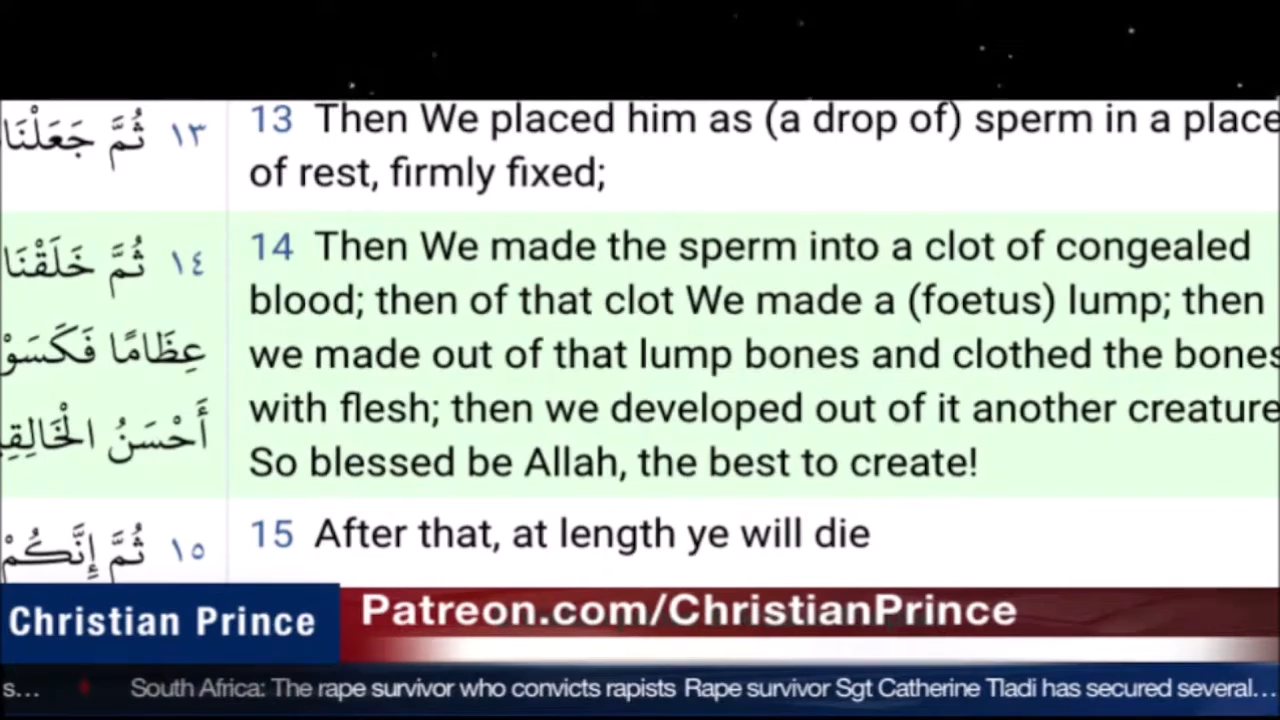 ثُمَّ جَعَلْنَا ١٣ 13 Then We placed him as (a drop of) sperm in a place
of rest, firmly fixed;
ثُمَّ خَلَقْنَا ١٤ 14 Then We made the sperm into a clot of congealed
blood; then of that clot We made a (foetus) lump; then
عِظَامًا فَكَسَوْ we made out of that lump bones and clothed the bones
with flesh; then we developed out of it another creature
أَحْسَنُ الْخَالِقِي So blessed be Allah, the best to create!
ثُمَّ إِنَّكُمْ ١٥ 15 After that, at length ye will die
Christian Prince Patreon.com/ChristianPrince
s... South Africa: The rape survivor who convicts rapists Rape survivor Sgt Catherine Tladi has secured several...